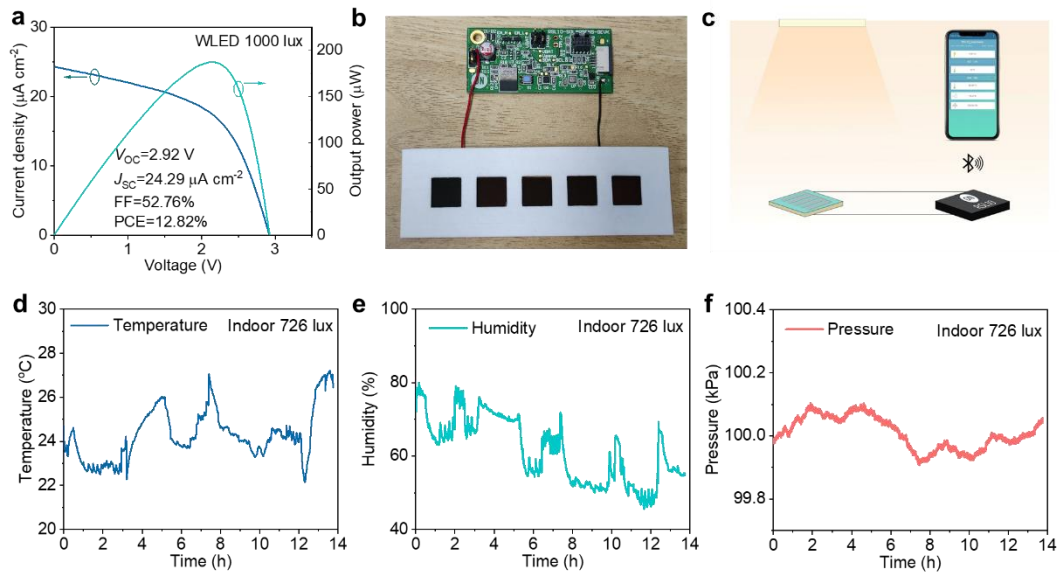 a
WLED 1000 lux
Current density (μA cm⁻²)
30
20
10
0
V_OC=2.92 V
J_SC=24.29 μA cm⁻²
FF=52.76%
PCE=12.82%
200
150
100
50
0
Output power (μW)
0 1 2 3
Voltage (V)
b
c
d
Temperature
Indoor 726 lux
Temperature (°C)
30
28
26
24
22
20
0 2 4 6 8 10 12 14
Time (h)
e
Humidity
Indoor 726 lux
Humidity (%)
100
80
60
40
0 2 4 6 8 10 12 14
Time (h)
f
Pressure
Indoor 726 lux
Pressure (kPa)
100.4
100.2
100.0
99.8
0 2 4 6 8 10 12 14
Time (h)